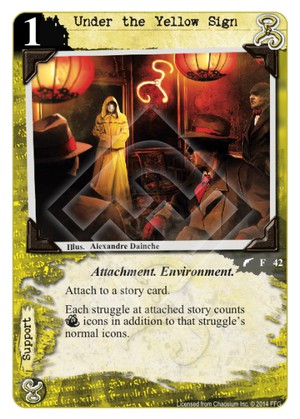 1
Under the Yellow Sign
Illus. Alexandre Dainche
F 42
Attachment. Environment.
Attach to a story card.
Each struggle at attached story counts
icons in addition to that struggle's
normal icons.
Support
Licensed from Chaosium Inc. © 2014 FFG